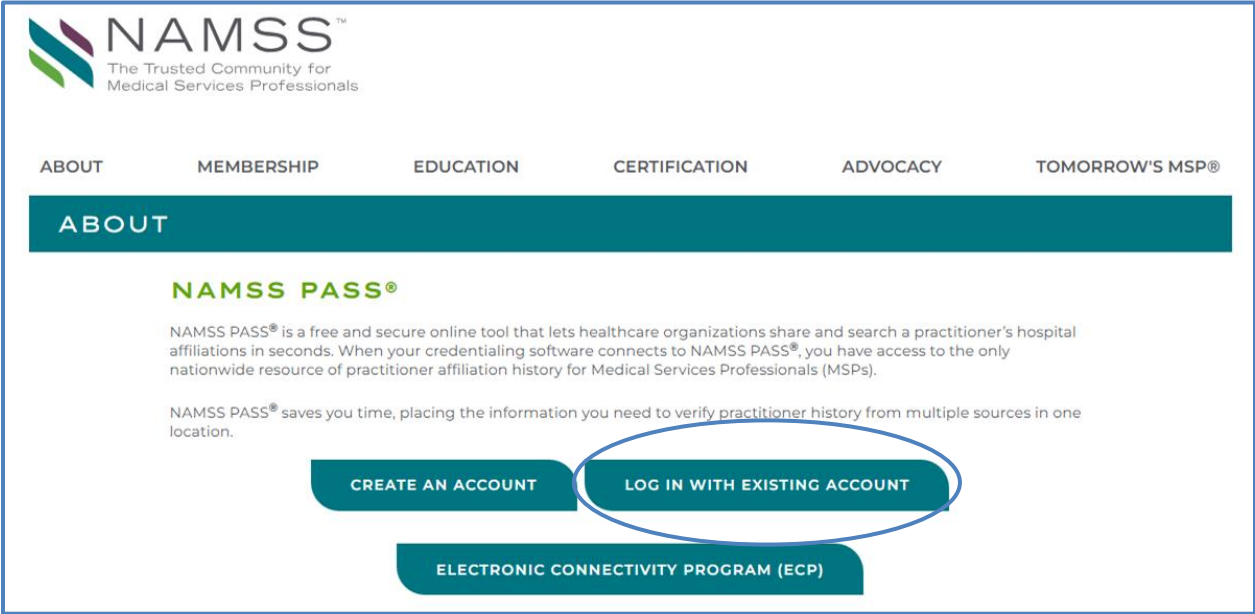 NAMSS™
The Trusted Community for
Medical Services Professionals
ABOUT MEMBERSHIP EDUCATION CERTIFICATION ADVOCACY TOMORROW'S MSP®
ABOUT
NAMSS PASS®
NAMSS PASS® is a free and secure online tool that lets healthcare organizations share and search a practitioner's hospital
affiliations in seconds. When your credentialing software connects to NAMSS PASS®, you have access to the only
nationwide resource of practitioner affiliation history for Medical Services Professionals (MSPs).
NAMSS PASS® saves you time, placing the information you need to verify practitioner history from multiple sources in one
location.
CREATE AN ACCOUNT LOG IN WITH EXISTING ACCOUNT
ELECTRONIC CONNECTIVITY PROGRAM (ECP)